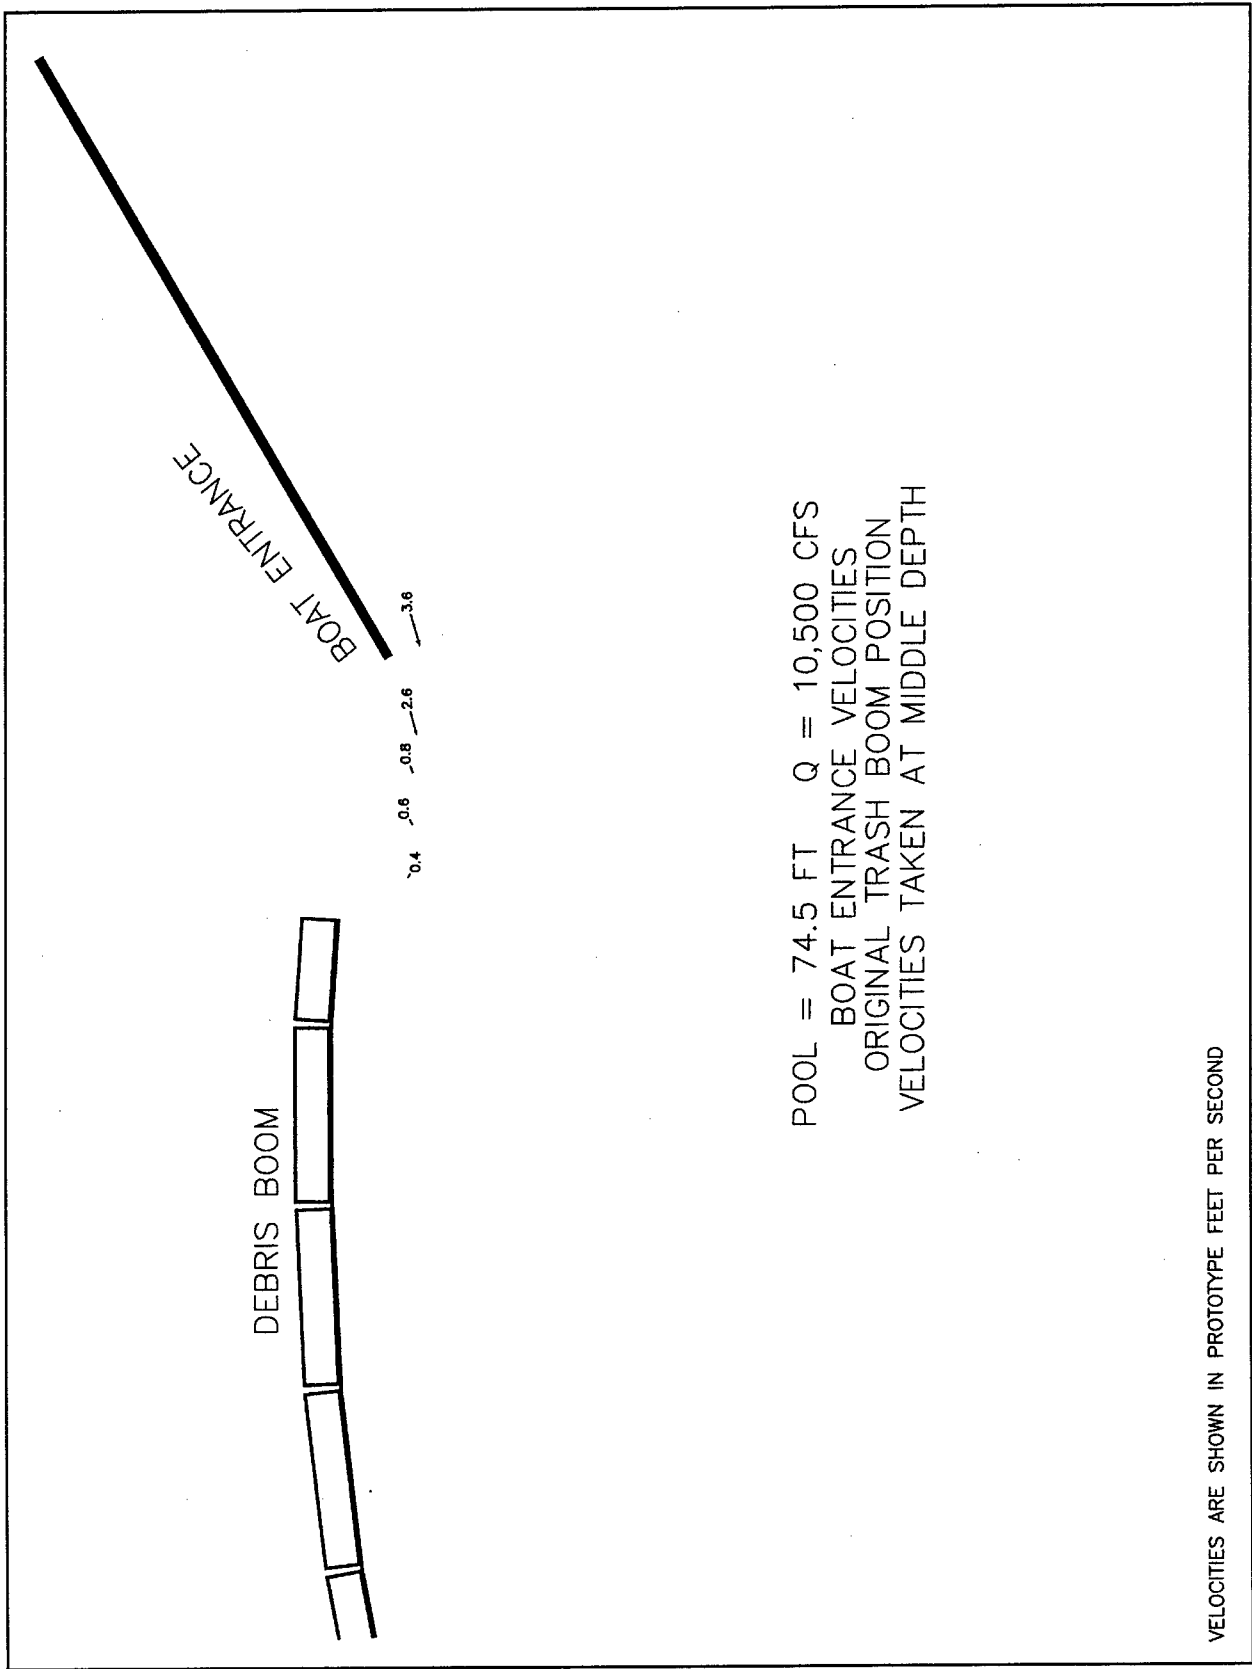 BOAT ENTRANCE
DEBRIS BOOM
0.4
0.6
0.8
2.6
3.6
POOL = 74.5 FT Q = 10,500 CFS
BOAT ENTRANCE VELOCITIES
ORIGINAL TRASH BOOM POSITION
VELOCITIES TAKEN AT MIDDLE DEPTH
VELOCITIES ARE SHOWN IN PROTOTYPE FEET PER SECOND